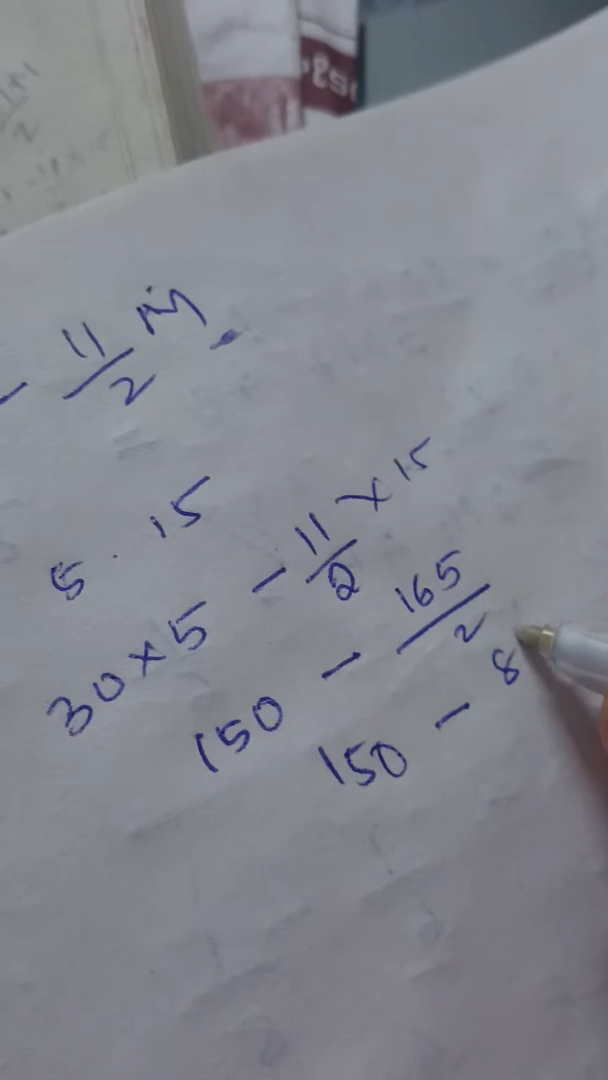 - 11/2 M
5 . 15
30 × 5 - 11/2 × 15
150 - 165/2
150 - 8